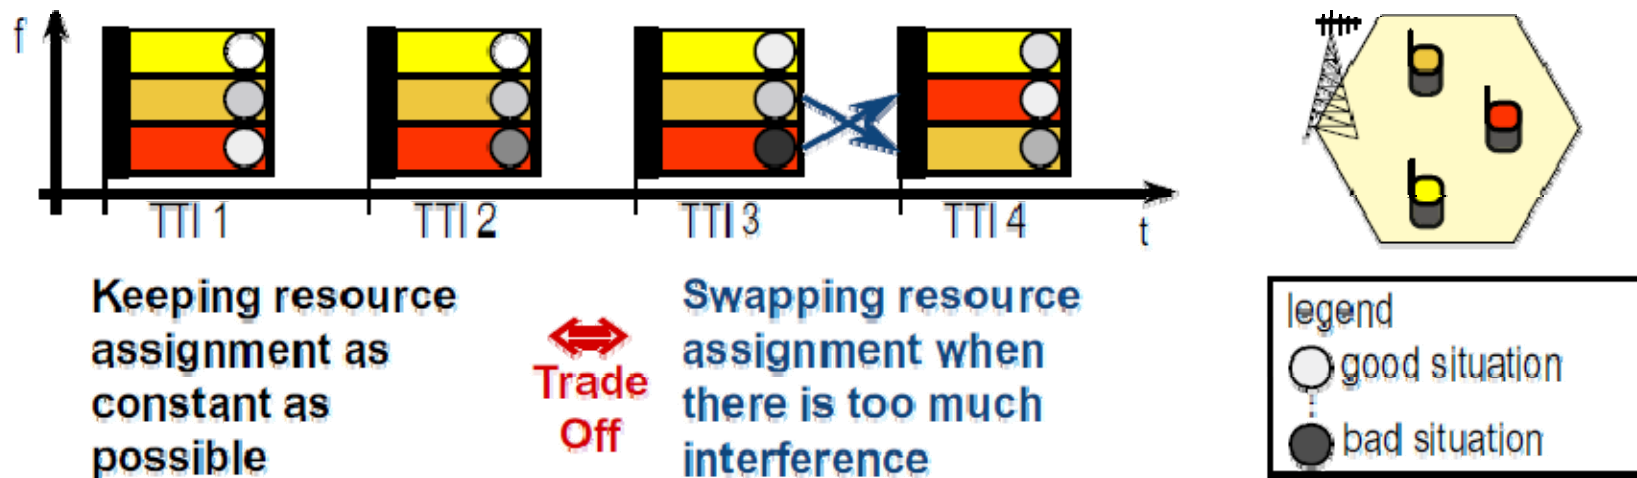 f
TTI 1
TTI 2
TTI 3
TTI 4
t
Keeping resource
assignment as
constant as
possible
Trade
Off
Swapping resource
assignment when
there is too much
interference
legend
good situation
bad situation